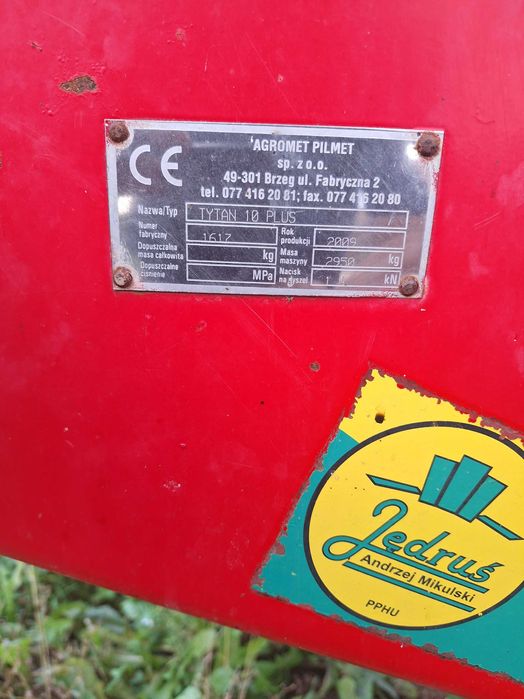 CE
'AGROMET PILMET
sp. z o.o.
49-301 Brzeg ul. Fabryczna 2
tel. 077 416 20 81; fax. 077 416 20 80
Nazwa/Typ TYTAN 10 PLUS /
Numer fabryczny 1617 Rok produkcji 2009
Dopuszczalna masa całkowita kg Masa maszyny 2950 kg
Dopuszczalne ciśnienie MPa Nacisk na dyszel kN
Jędruś
Andrzej Mikulski
PPHU